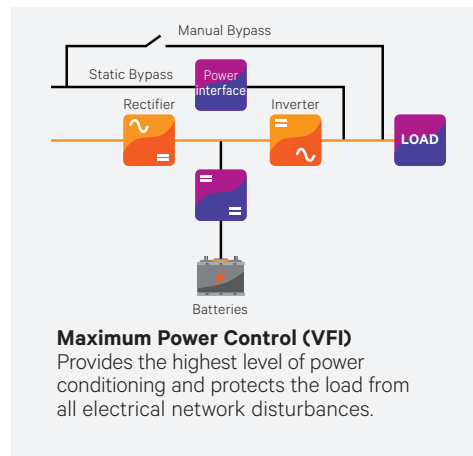 Manual Bypass
Static Bypass
Power
interface
Rectifier
Inverter
LOAD
Batteries
Maximum Power Control (VFI)
Provides the highest level of power
conditioning and protects the load from
all electrical network disturbances.